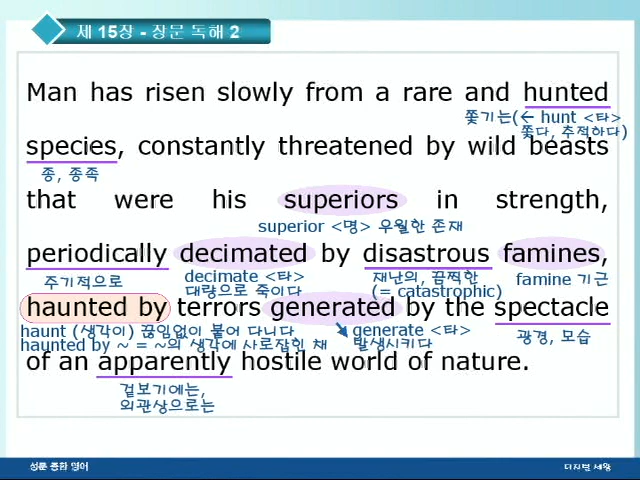 제 15장 - 장문 독해 2
Man has risen slowly from a rare and hunted
쫓기는(← hunt <타>
쫓다, 추적하다)
species, constantly threatened by wild beasts
종, 종족
that were his superiors in strength,
superior <명> 우월한 존재
periodically decimated by disastrous famines,
주기적으로
decimate <타>
대량으로 죽이다
재난의, 끔찍한
(= catastrophic)
famine 기근
haunted by terrors generated by the spectacle
haunt (생각이) 끊임없이 붙어 다니다
haunted by ~ = ~의 생각에 사로잡힌 채
generate <타>
발생시키다
광경, 모습
of an apparently hostile world of nature.
겉보기에는,
외관상으로는
성문 종합 영어
디지털 세왕